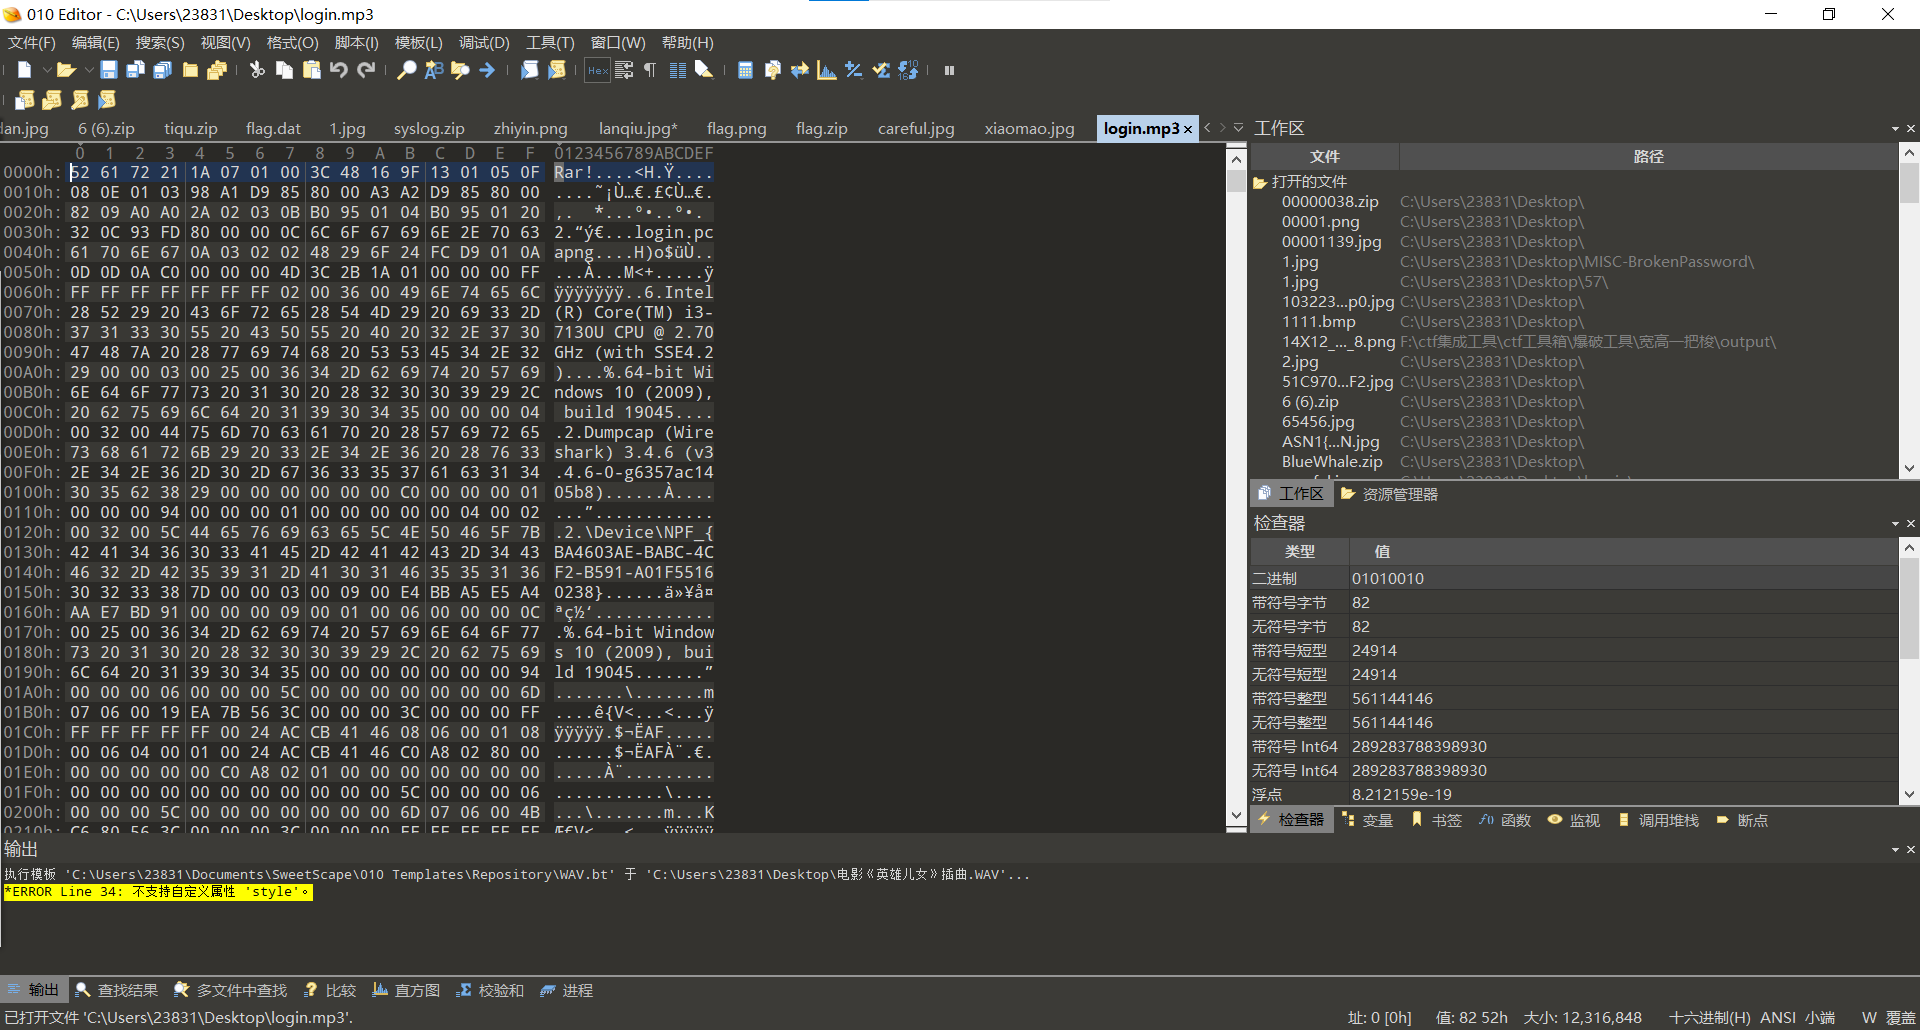 010 Editor - C:\Users\23831\Desktop\login.mp3
文件(F) 编辑(E) 搜索(S) 视图(V) 格式(O) 脚本(I) 模板(L) 调试(D) 工具(T) 窗口(W) 帮助(H)
Hex
dan.jpg 6 (6).zip tiqu.zip flag.dat 1.jpg syslog.zip zhiyin.png lanqiu.jpg* flag.png flag.zip careful.jpg xiaomao.jpg login.mp3
0 1 2 3 4 5 6 7 8 9 A B C D E F 0123456789ABCDEF
0000h: 52 61 72 21 1A 07 01 00 3C 48 16 9F 13 01 05 0F Rar!....<H.Ÿ....
0010h: 08 0E 01 03 98 A1 D9 85 80 00 A3 A2 D9 85 80 00 ....˜¡Ù…€.£¢Ù…€.
0020h: 82 09 A0 A0 2A 02 03 0B B0 95 01 04 B0 95 01 20 ‚.  *...°•..°•.
0030h: 32 0C 93 FD 80 00 00 0C 6C 6F 67 69 6E 2E 70 63 2.“ý€...login.pc
0040h: 61 70 6E 67 0A 03 02 02 48 29 6F 24 FC D9 01 0A apng....H)o$üÙ..
0050h: 0D 0D 0A C0 00 00 00 4D 3C 2B 1A 01 00 00 00 FF ...À...M<+.....ÿ
0060h: FF FF FF FF FF FF FF 02 00 36 00 49 6E 74 65 6C ÿÿÿÿÿÿÿ..6.Intel
0070h: 28 52 29 20 43 6F 72 65 28 54 4D 29 20 69 33 2D (R) Core(TM) i3-
0080h: 37 31 33 30 55 20 43 50 55 20 40 20 32 2E 37 30 7130U CPU @ 2.70
0090h: 47 48 7A 20 28 77 69 74 68 20 53 53 45 34 2E 32 GHz (with SSE4.2
00A0h: 29 00 00 03 00 25 00 36 34 2D 62 69 74 20 57 69 )....%.64-bit Wi
00B0h: 6E 64 6F 77 73 20 31 30 20 28 32 30 30 39 29 2C ndows 10 (2009),
00C0h: 20 62 75 69 6C 64 20 31 39 30 34 35 00 00 00 04  build 19045....
00D0h: 00 32 00 44 75 6D 70 63 61 70 20 28 57 69 72 65 .2.Dumpcap (Wire
00E0h: 73 68 61 72 6B 29 20 33 2E 34 2E 36 20 28 76 33 shark) 3.4.6 (v3
00F0h: 2E 34 2E 36 2D 30 2D 67 36 33 35 37 61 63 31 34 .4.6-0-g6357ac14
0100h: 30 35 62 38 29 00 00 00 00 00 00 C0 00 00 00 01 05b8)......À....
0110h: 00 00 00 94 00 00 00 01 00 00 00 00 04 00 02 ...”............
0120h: 00 32 00 5C 44 65 76 69 63 65 5C 4E 50 46 5F 7B .2.\Device\NPF_{
0130h: 42 41 34 36 30 33 41 45 2D 42 41 42 43 2D 34 43 BA4603AE-BABC-4C
0140h: 46 32 2D 42 35 39 31 2D 41 30 31 46 35 35 31 36 F2-B591-A01F5516
0150h: 30 32 33 38 7D 00 00 03 00 09 00 E4 BB A5 E5 A4 0238}......ä»¥å¤
0160h: AA E7 BD 91 00 00 00 09 00 01 00 06 00 00 00 0C ªç½‘............
0170h: 00 25 00 36 34 2D 62 69 74 20 57 69 6E 64 6F 77 .%.64-bit Window
0180h: 73 20 31 30 20 28 32 30 30 39 29 2C 20 62 75 69 s 10 (2009), bui
0190h: 6C 64 20 31 39 30 34 35 00 00 00 00 00 00 00 94 ld 19045.......”
01A0h: 00 00 00 06 00 00 00 5C 00 00 00 00 00 00 00 6D .......\.......m
01B0h: 07 06 00 19 EA 7B 56 3C 00 00 00 3C 00 00 00 FF ....ê{V<...<...ÿ
01C0h: FF FF FF FF FF 00 24 AC CB 41 46 08 06 00 01 08 ÿÿÿÿÿ.$¬ËAF.....
01D0h: 00 06 04 00 01 00 24 AC CB 41 46 C0 A8 02 80 00 ......$¬ËAFÀ¨.€.
01E0h: 00 00 00 00 00 C0 A8 02 01 00 00 00 00 00 00 00 .....À¨.........
01F0h: 00 00 00 00 00 00 00 00 00 00 00 5C 00 00 00 06 ...........\....
0200h: 00 00 00 5C 00 00 00 00 00 00 00 6D 07 06 00 4B ...\.......m...K
0210h: C6 80 56 3C 00 00 00 3C 00 00 00 FF FF FF FF FF Æ€V<...<...ÿÿÿÿÿ
工作区
文件 路径
打开的文件
00000038.zip C:\Users\23831\Desktop\
00001.png C:\Users\23831\Desktop\
00001139.jpg C:\Users\23831\Desktop\
1.jpg C:\Users\23831\Desktop\MISC-BrokenPassword\
1.jpg C:\Users\23831\Desktop\57\
103223...p0.jpg C:\Users\23831\Desktop\
1111.bmp C:\Users\23831\Desktop\
14X12_..._8.png F:\ctf集成工具\ctf工具箱\爆破工具\宽高一把梭\output\
2.jpg C:\Users\23831\Desktop\
51C970...F2.jpg C:\Users\23831\Desktop\
6 (6).zip C:\Users\23831\Desktop\
65456.jpg C:\Users\23831\Desktop\
ASN1{...N.jpg C:\Users\23831\Desktop\
BlueWhale.zip C:\Users\23831\Desktop\
工作区 资源管理器
检查器
类型 值
二进制 01010010
带符号字节 82
无符号字节 82
带符号短型 24914
无符号短型 24914
带符号整型 561144146
无符号整型 561144146
带符号 Int64 289283788398930
无符号 Int64 289283788398930
浮点 8.212159e-19
检查器 变量 书签 函数 监视 调用堆栈 断点
输出
执行模板 'C:\Users\23831\Documents\SweetScape\010 Templates\Repository\WAV.bt' 于 'C:\Users\23831\Desktop\电影《英雄儿女》插曲.WAV'...
*ERROR Line 34: 不支持自定义属性 'style'。
输出 查找结果 多文件中查找 比较 直方图 校验和 进程
已打开文件 'C:\Users\23831\Desktop\login.mp3'.
址: 0 [0h] 值: 82 52h 大小: 12,316,848 十六进制(H) ANSI 小端 W 覆盖